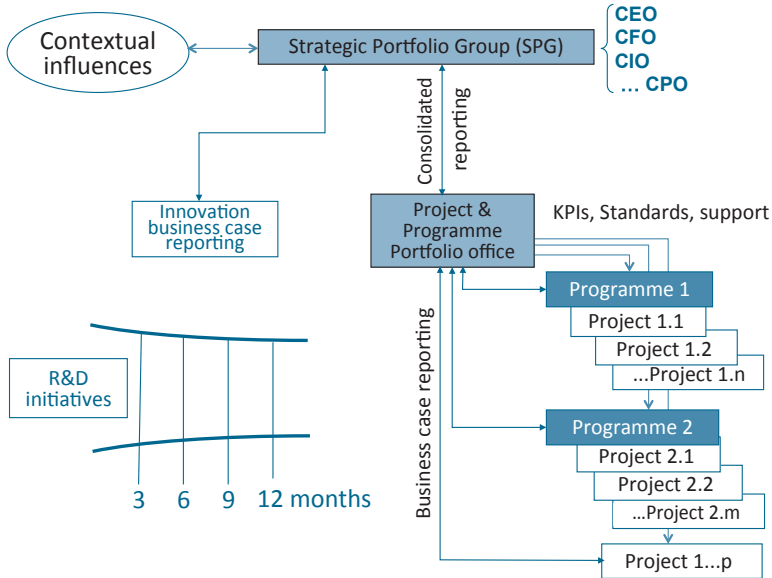 Contextual
influences
Strategic Portfolio Group (SPG)
CEO
CFO
CIO
... CPO
Consolidated
reporting
Innovation
business case
reporting
Project &
Programme
Portfolio office
KPIs, Standards, support
Programme 1
Project 1.1
Project 1.2
...Project 1.n
R&D
initiatives
Business case reporting
Programme 2
Project 2.1
Project 2.2
...Project 2.m
3 6 9 12 months
Project 1...p